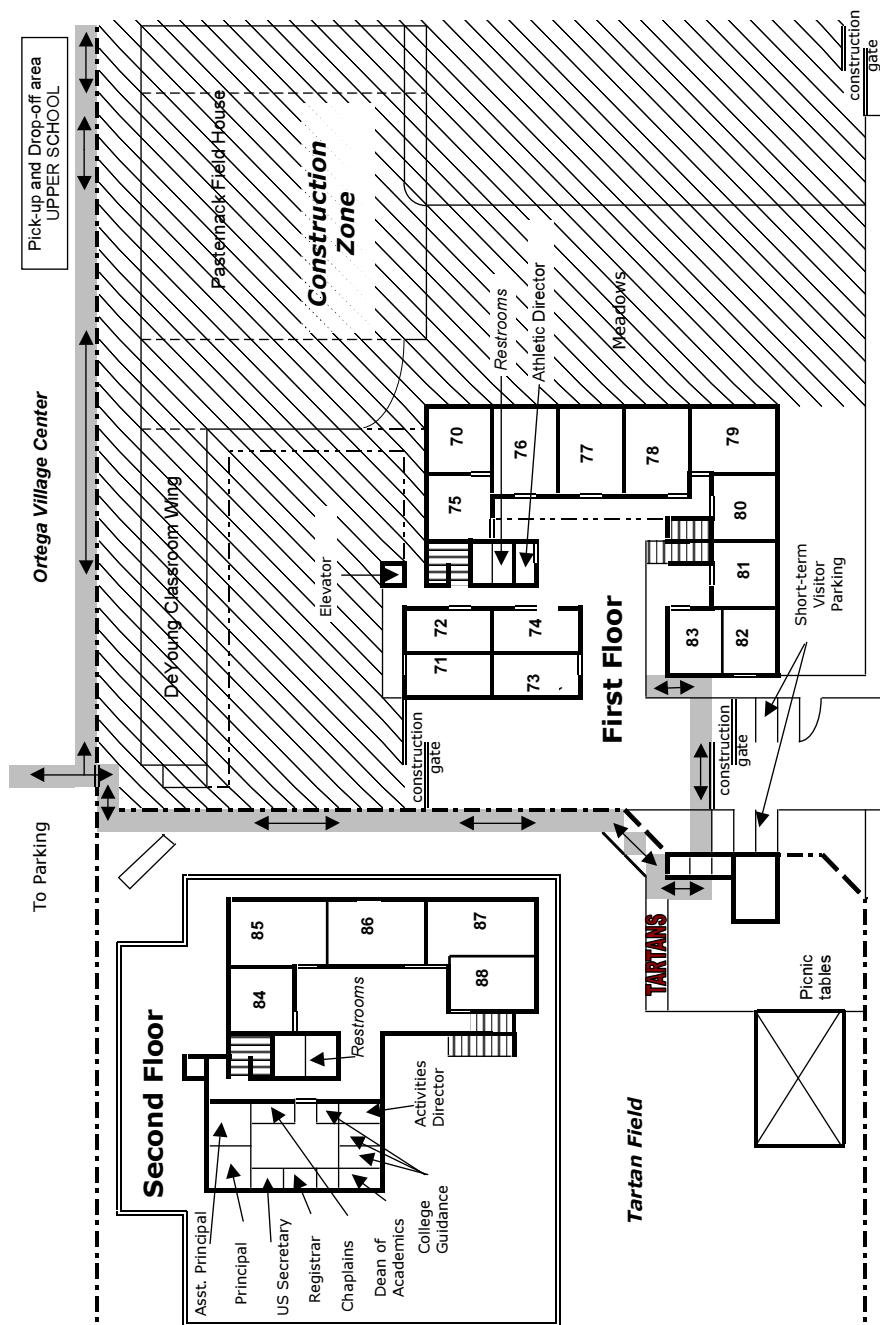 Pick-up and Drop-off area
UPPER SCHOOL
Ortega Village Center
To Parking
Pasternack Field House
DeYoung Classroom Wing
Construction
Zone
construction
gate
Meadows
Restrooms
Athletic Director
Elevator
70
75
76
77
78
79
80
81
82
83
71
72
73
74
First Floor
construction
gate
construction
gate
Short-term
Visitor
Parking
Second Floor
84
85
86
87
88
Restrooms
Asst. Principal
Principal
US Secretary
Registrar
Chaplains
Dean of
Academics
College
Guidance
Activities
Director
TARTANS
Picnic
tables
Tartan Field